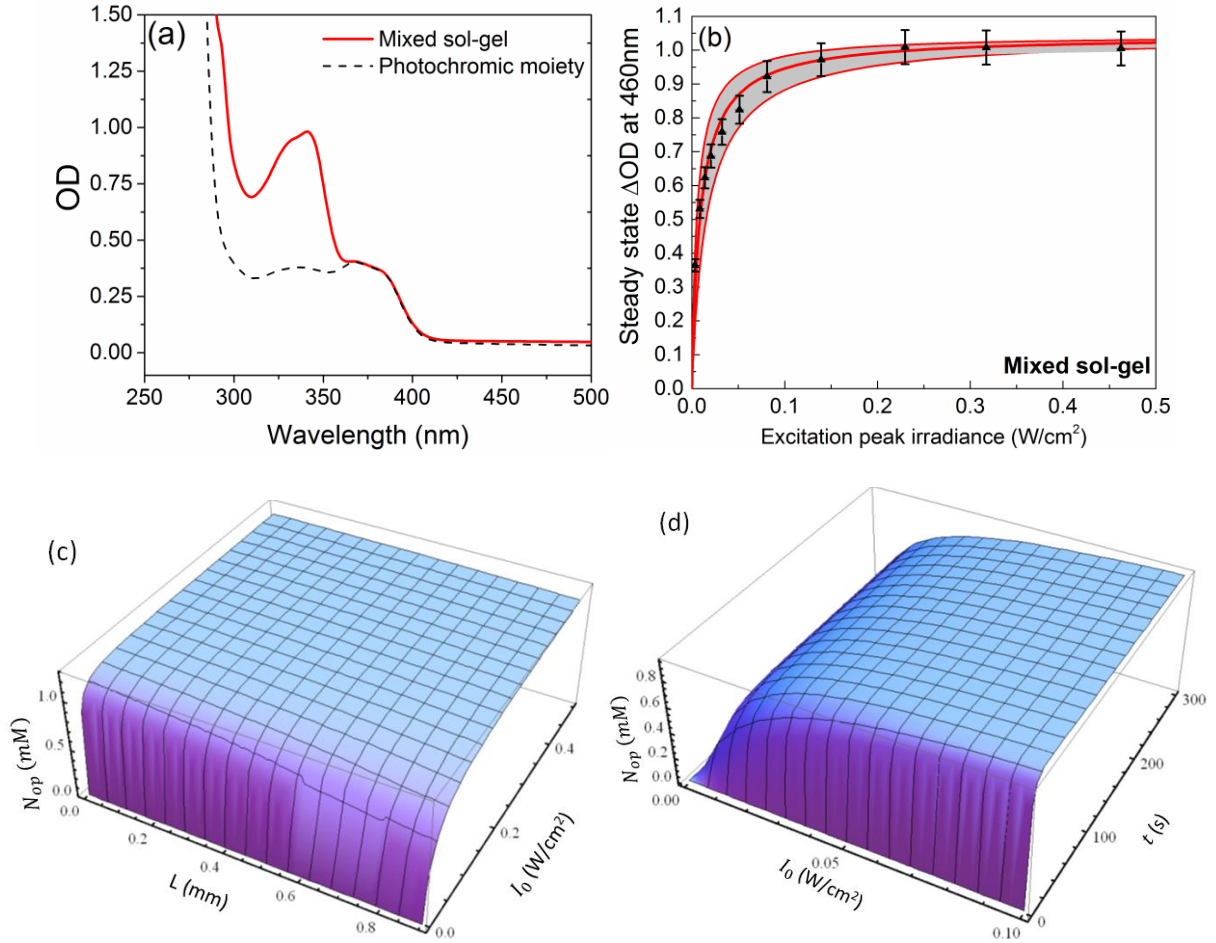 (a)
Mixed sol-gel
Photochromic moiety
OD
1.50
1.25
1.00
0.75
0.50
0.25
0.00
250 300 350 400 450 500
Wavelength (nm)
(b)
Steady state ΔOD at 460nm
1.1
1.0
0.9
0.8
0.7
0.6
0.5
0.4
0.3
0.2
0.1
0.0
Mixed sol-gel
0.0 0.1 0.2 0.3 0.4 0.5
Excitation peak irradiance (W/cm²)
(c)
N_op (mM)
1.0
0.5
0.0
0.0 0.2 0.4 0.6 0.8
L (mm)
0.0 0.2 0.4
I₀ (W/cm²)
(d)
N_op (mM)
0.8
0.6
0.4
0.2
0.0
0.00 0.05 0.10
I₀ (W/cm²)
0 100 200 300
t (s)